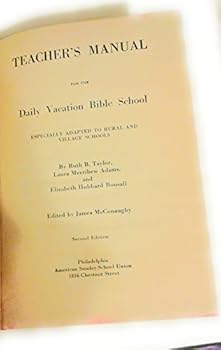 TEACHER'S MANUAL
FOR THE
Daily Vacation Bible School
ESPECIALLY ADAPTED TO RURAL AND
VILLAGE SCHOOLS
By Ruth B. Taylor,
Laura Merrihew Adams,
and
Elizabeth Hubbard Bonsall
Edited by James McConaughy
Second Edition
Philadelphia
American Sunday School Union
1816 Chestnut Street